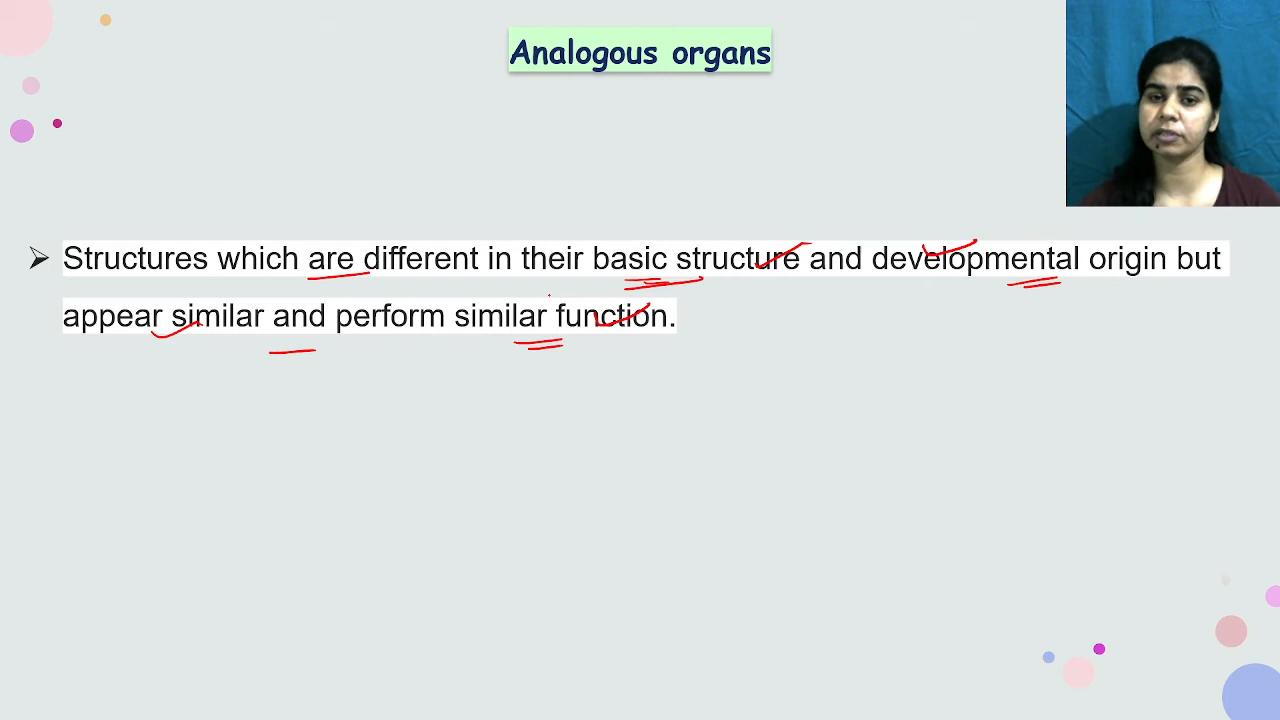 Analogous organs
Structures which are different in their basic structure and developmental origin but
appear similar and perform similar function.